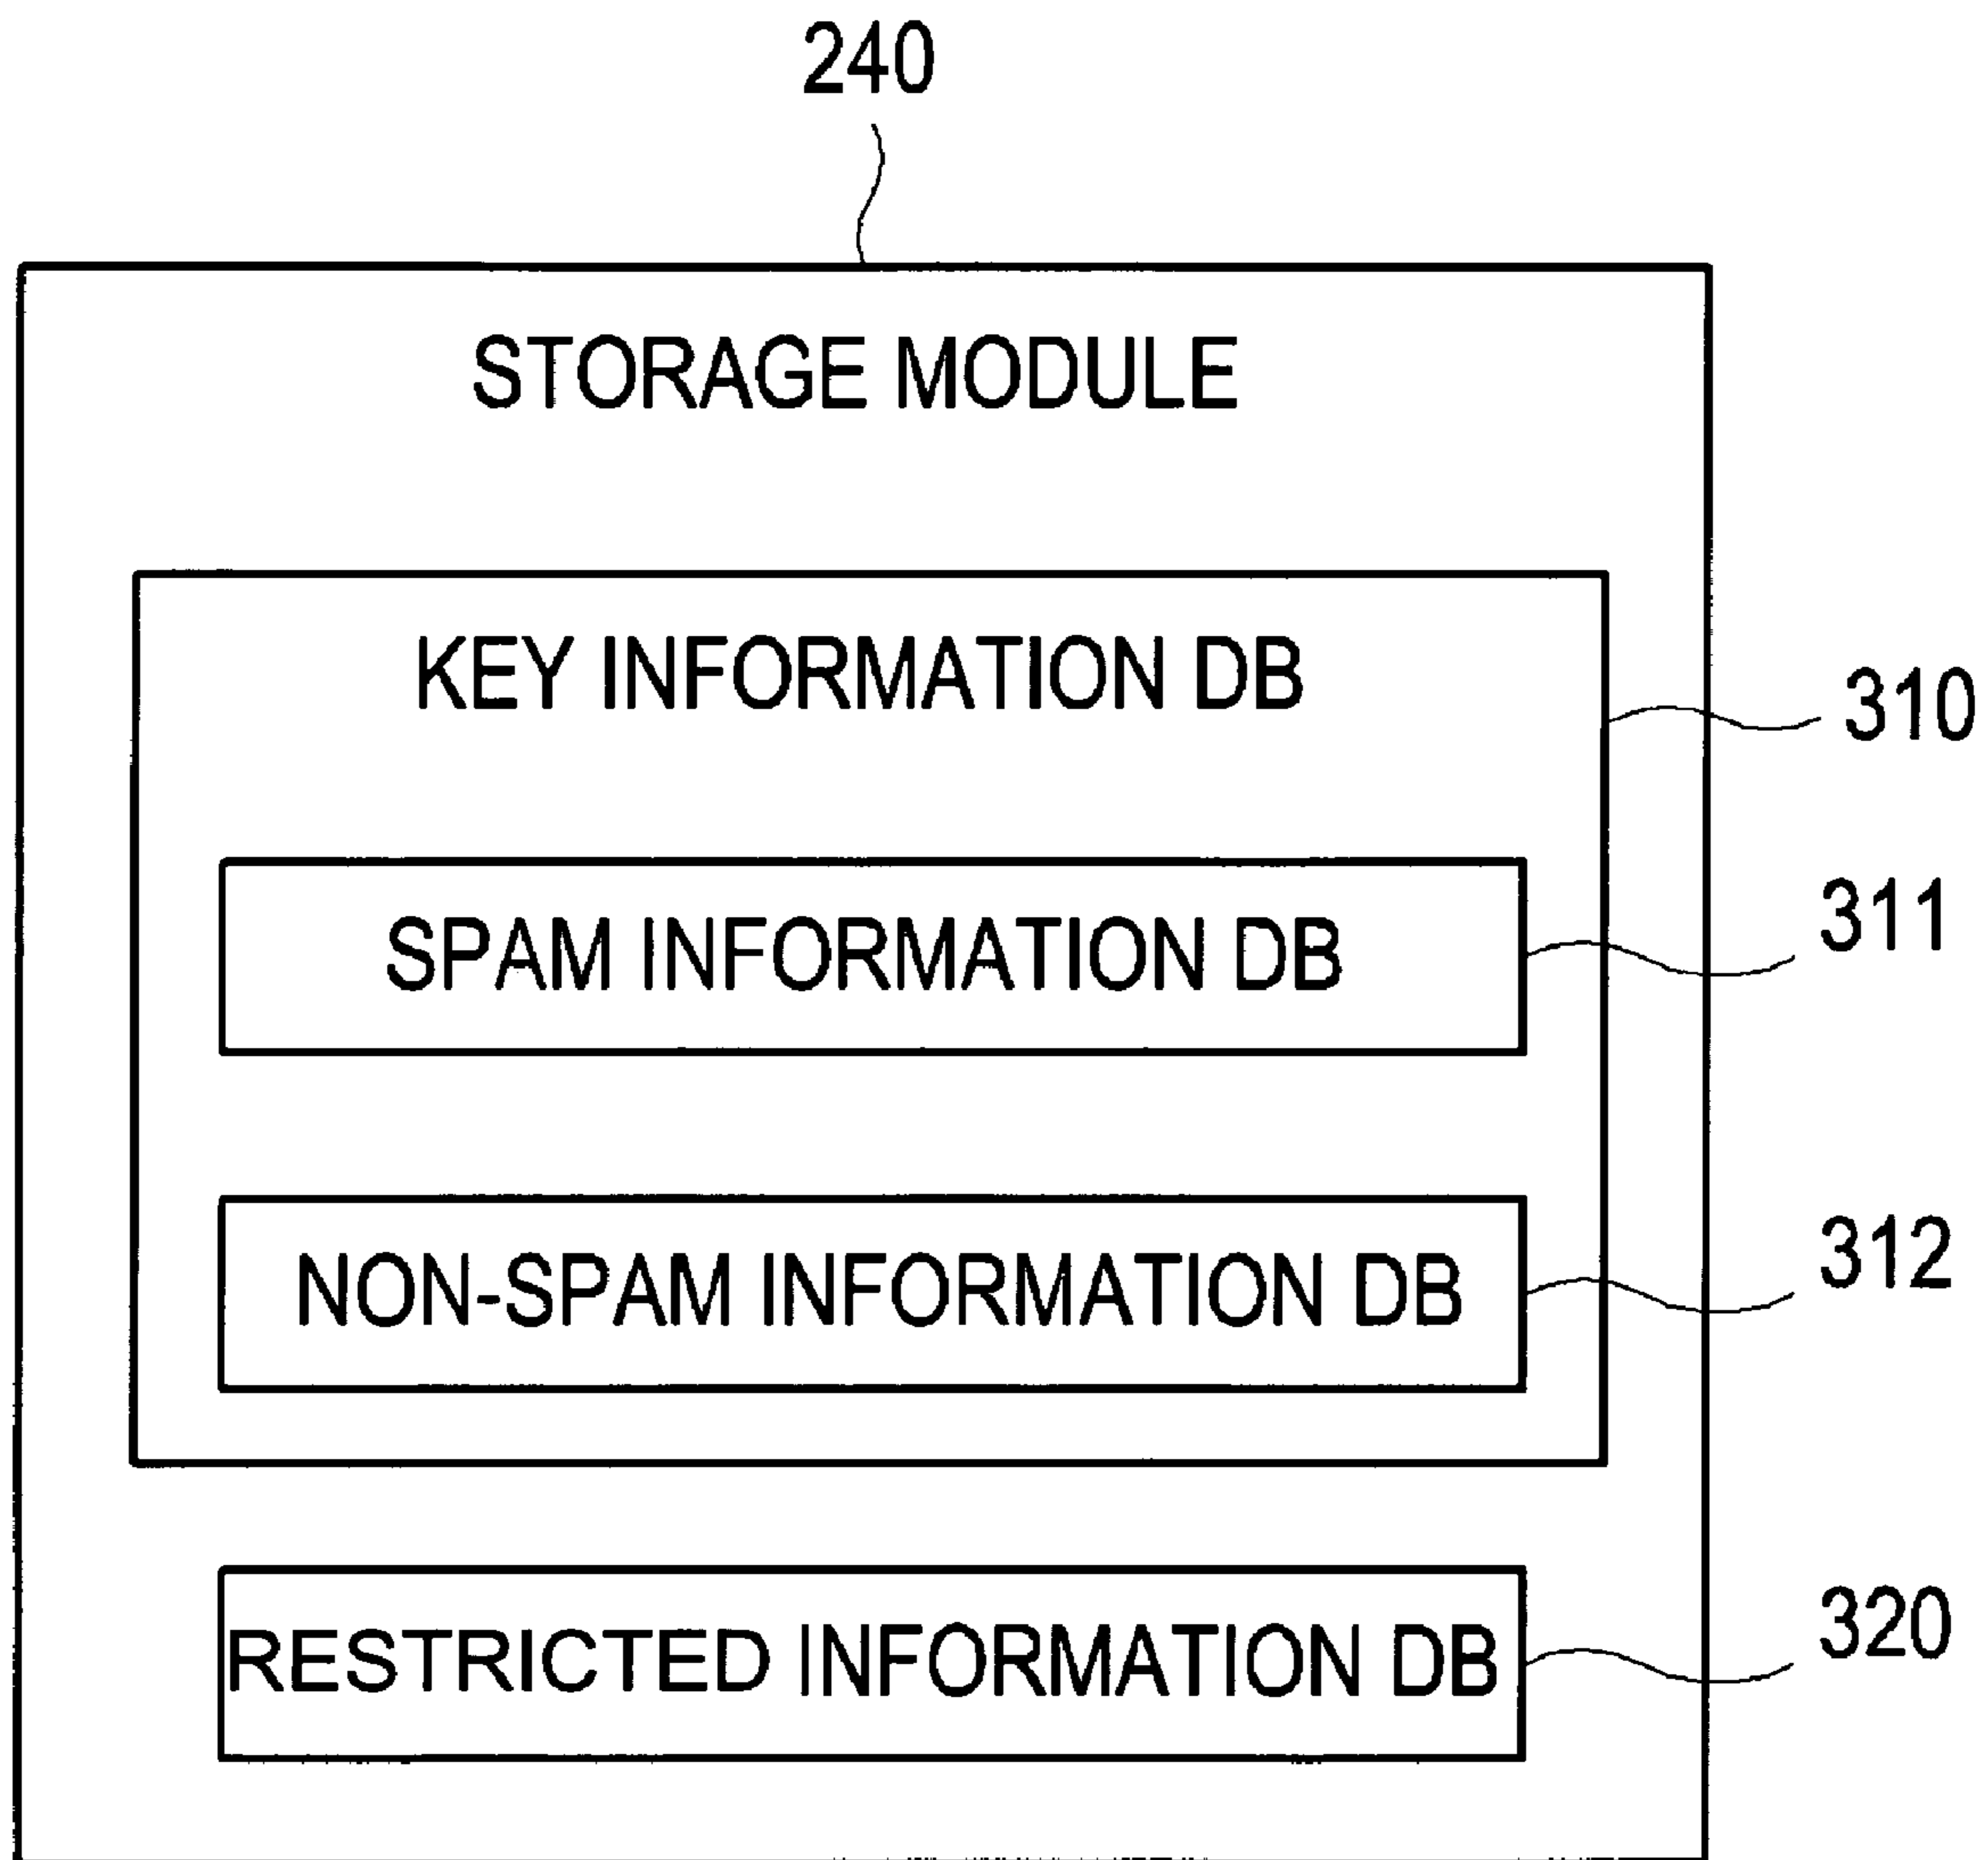 240
STORAGE MODULE
KEY INFORMATION DB
310
SPAM INFORMATION DB
311
NON-SPAM INFORMATION DB
312
RESTRICTED INFORMATION DB
320